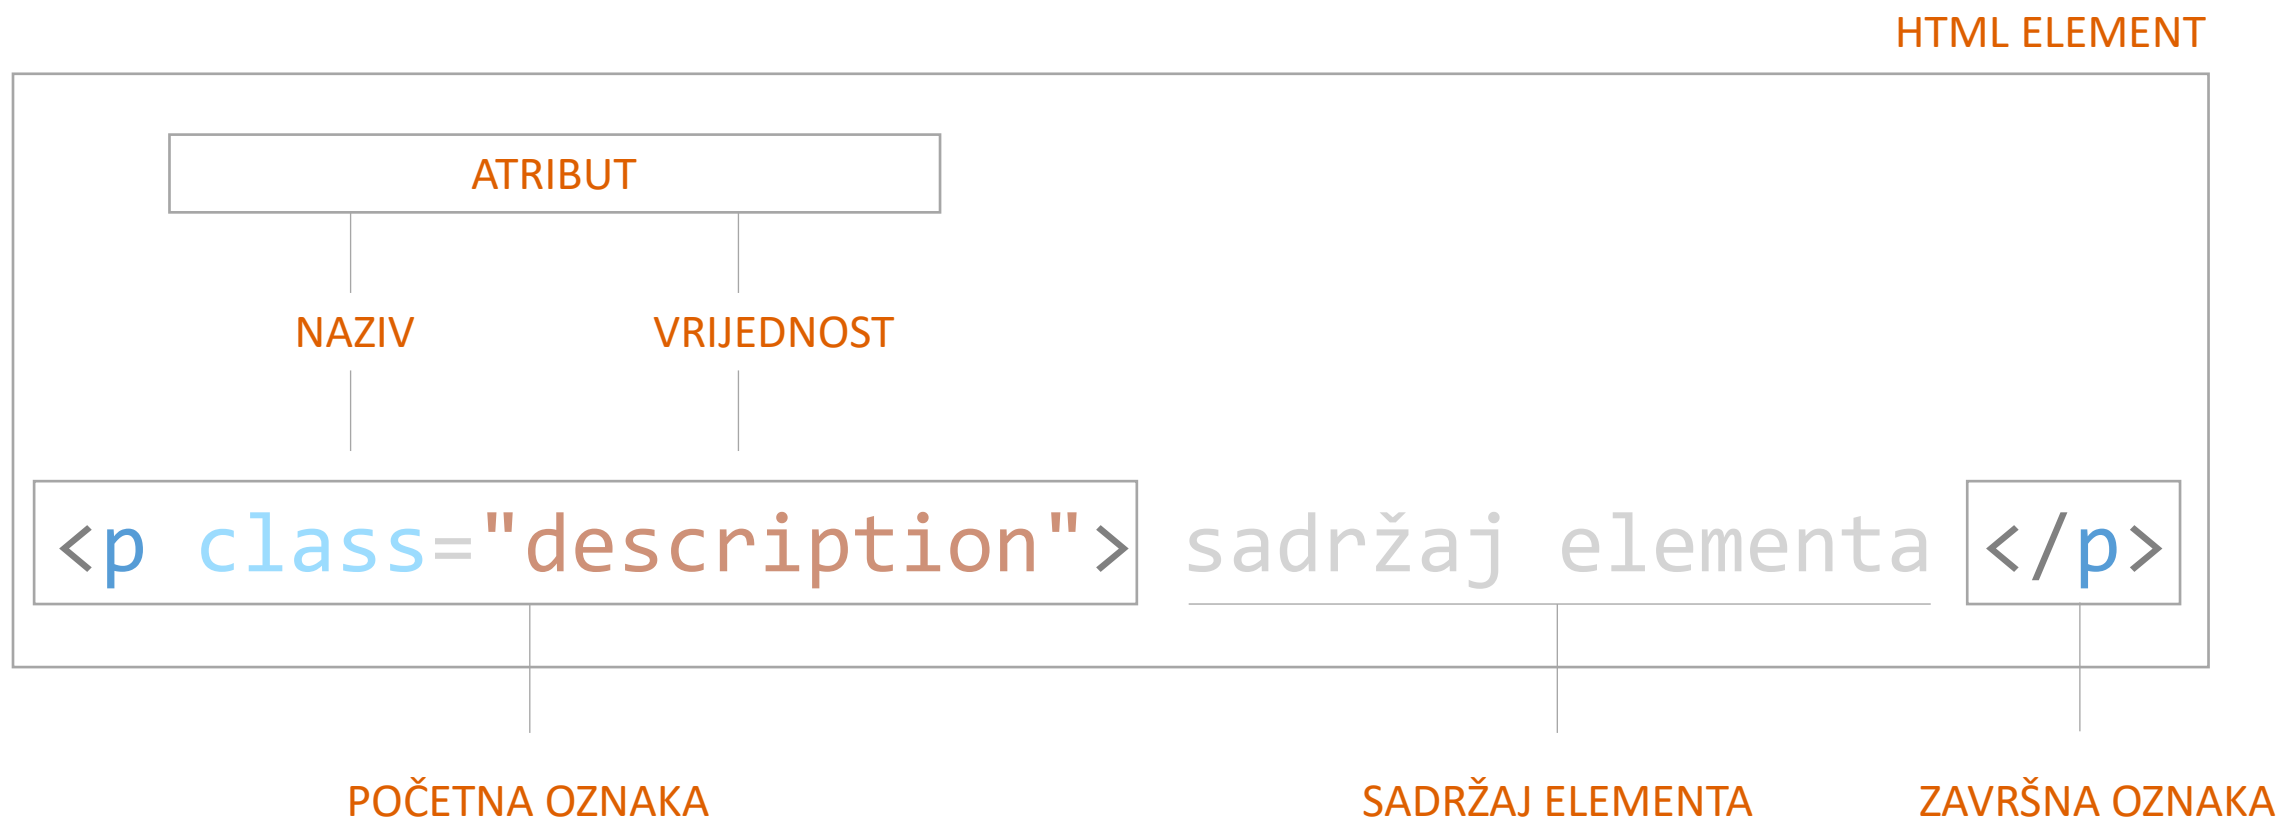 HTML ELEMENT
ATRIBUT
NAZIV VRIJEDNOST
<p class="description"> sadržaj elementa </p>
POČETNA OZNAKA SADRŽAJ ELEMENTA ZAVRŠNA OZNAKA